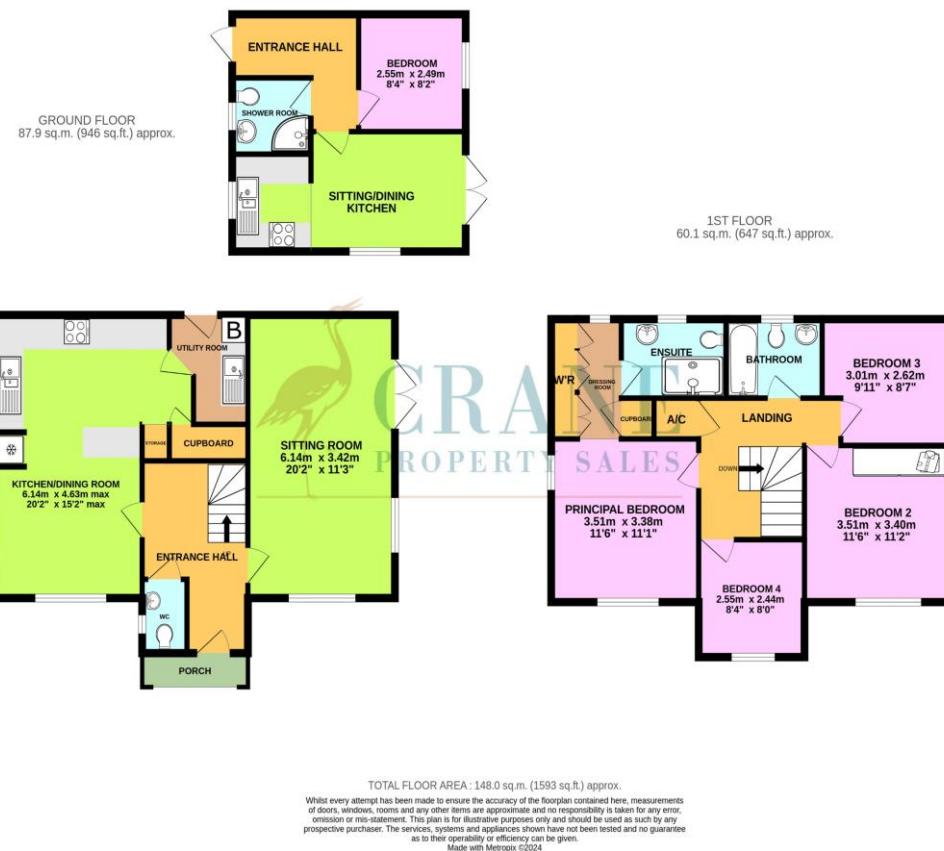 GROUND FLOOR
87.9 sq.m. (946 sq.ft.) approx.
ENTRANCE HALL
BEDROOM
2.55m x 2.49m
8'4" x 8'2"
SHOWER ROOM
SITTING/DINING
KITCHEN
1ST FLOOR
60.1 sq.m. (647 sq.ft.) approx.
B
UTILITY ROOM
STORAGE
CUPBOARD
SITTING ROOM
6.14m x 3.42m
20'2" x 11'3"
KITCHEN/DINING ROOM
6.14m x 4.63m max
20'2" x 15'2" max
UP
ENTRANCE HALL
WC
PORCH
W'R
DRESSING
ROOM
ENSUITE
BATHROOM
BEDROOM 3
3.01m x 2.62m
9'11" x 8'7"
CUPBOARD
A/C
LANDING
DOWN
PRINCIPAL BEDROOM
3.51m x 3.38m
11'6" x 11'1"
BEDROOM 2
3.51m x 3.40m
11'6" x 11'2"
BEDROOM 4
2.55m x 2.44m
8'4" x 8'0"
CRANE
PROPERTY SALES
TOTAL FLOOR AREA : 148.0 sq.m. (1593 sq.ft.) approx.
Whilst every attempt has been made to ensure the accuracy of the floorplan contained here, measurements
of doors, windows, rooms and any other items are approximate and no responsibility is taken for any error,
omission or mis-statement. This plan is for illustrative purposes only and should be used as such by any
prospective purchaser. The services, systems and appliances shown have not been tested and no guarantee
as to their operability or efficiency can be given.
Made with Metropix ©2024